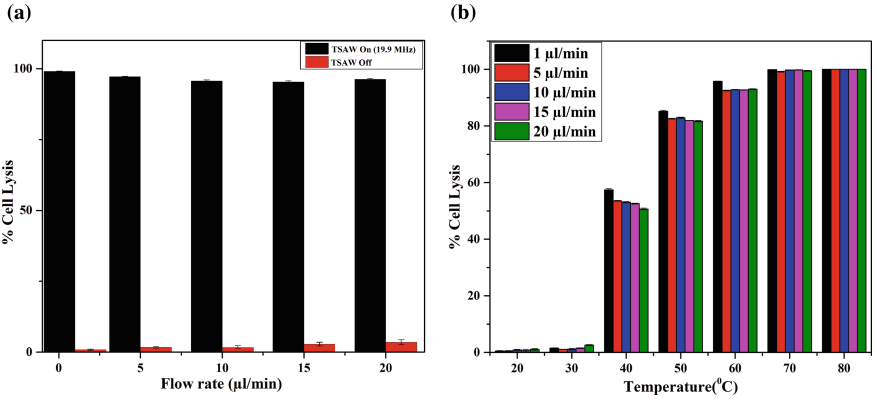 (a)
TSAW On (19.9 MHz)
TSAW Off
100
50
0
% Cell Lysis
0 5 10 15 20
Flow rate (µl/min)
(b)
1 µl/min
5 µl/min
10 µl/min
15 µl/min
20 µl/min
100
80
60
40
20
0
% Cell Lysis
20 30 40 50 60 70 80
Temperature(⁰C)